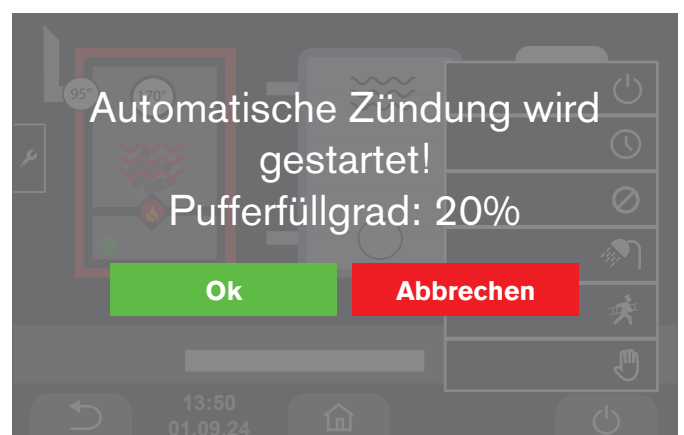 95°
170°
Automatische Zündung wird
gestartet!
Pufferfüllgrad: 20%
Ok
Abbrechen
13:50
01.09.24